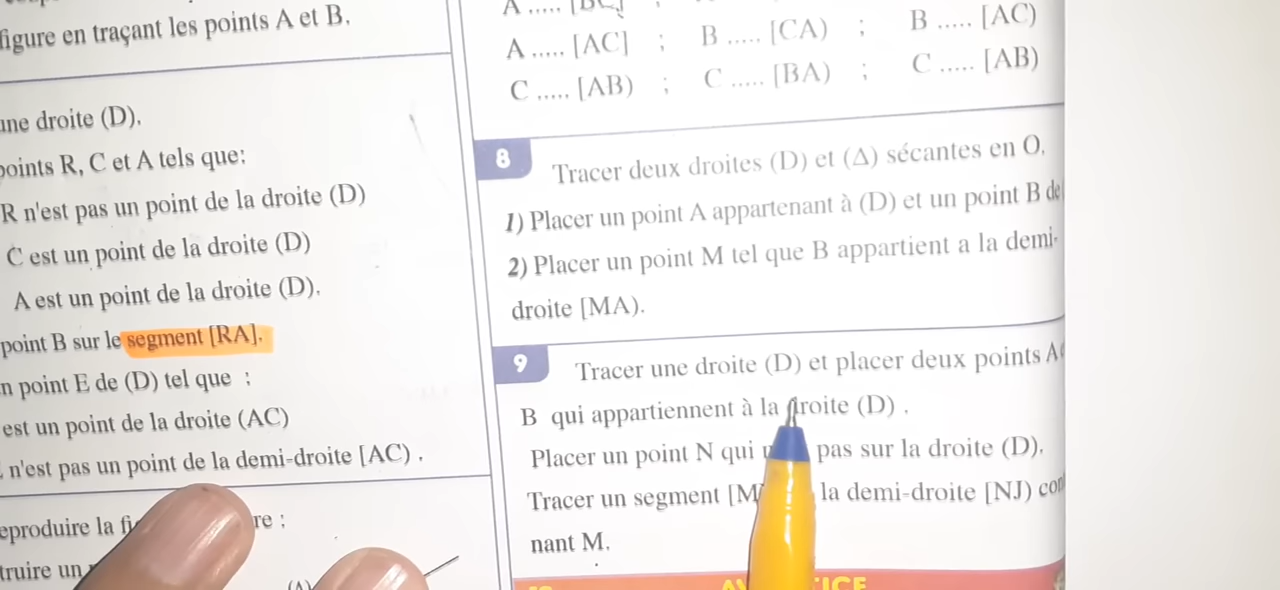 figure en traçant les points A et B.
une droite (D).
points R, C et A tels que:
R n'est pas un point de la droite (D)
C est un point de la droite (D)
A est un point de la droite (D).
point B sur le segment [RA].
n point E de (D) tel que :
est un point de la droite (AC)
n'est pas un point de la demi-droite [AC) .
eproduire la fi re :
truire un
(Δ)
A .....
A ..... [AC] ; B ..... [CA) ; B ..... [AC)
C ..... [AB) ; C ..... [BA) ; C ..... [AB)
8 Tracer deux droites (D) et (Δ) sécantes en O,
1) Placer un point A appartenant à (D) et un point B de
2) Placer un point M tel que B appartient a la demi-
droite [MA).
9 Tracer une droite (D) et placer deux points A
B qui appartiennent à la droite (D) .
Placer un point N qui pas sur la droite (D).
Tracer un segment [M la demi-droite [NJ) con
nant M.